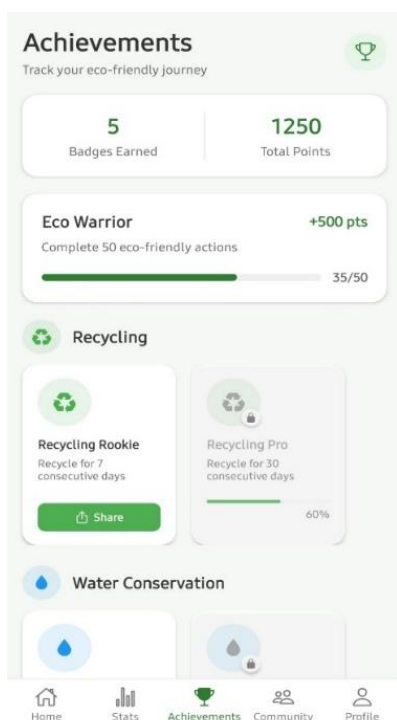 Achievements
Track your eco-friendly journey
5
Badges Earned
1250
Total Points
Eco Warrior
+500 pts
Complete 50 eco-friendly actions
35/50
Recycling
Recycling Rookie
Recycle for 7
consecutive days
Share
Recycling Pro
Recycle for 30
consecutive days
60%
Water Conservation
Home
Stats
Achievements
Community
Profile